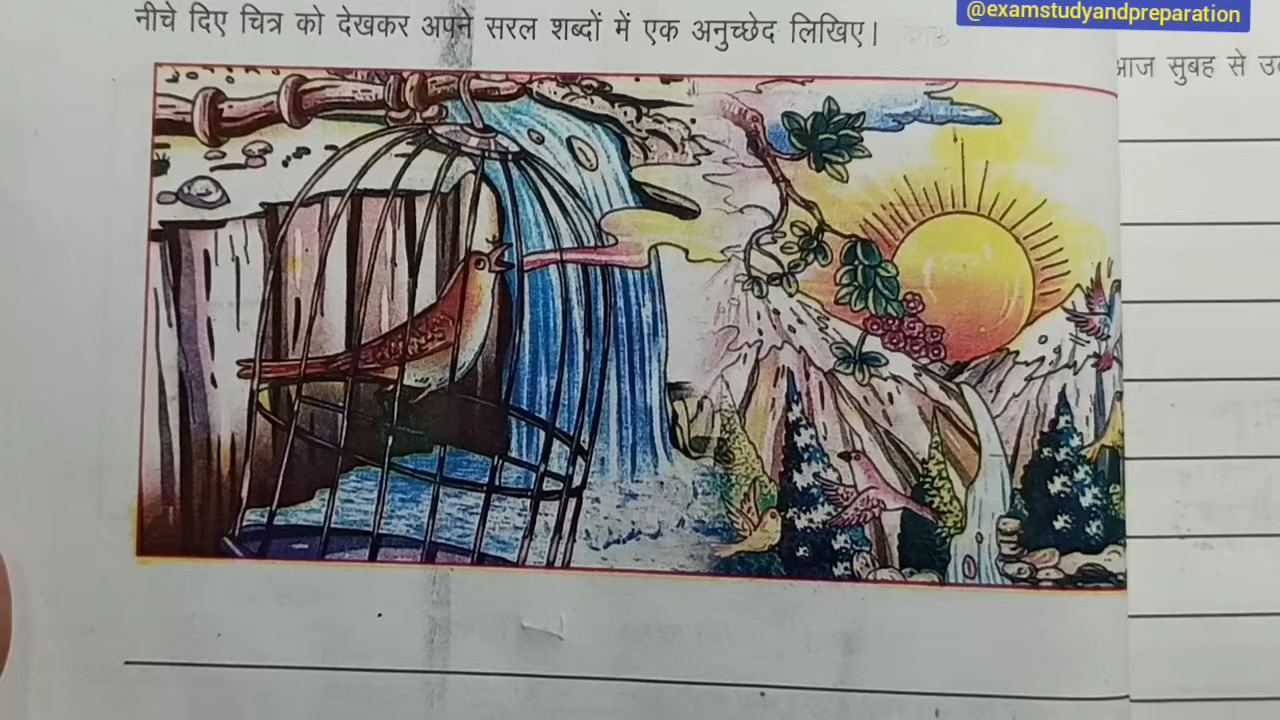 @examstudyandpreparation
नीचे दिए चित्र को देखकर अपने सरल शब्दों में एक अनुच्छेद लिखिए।
आज सुबह से